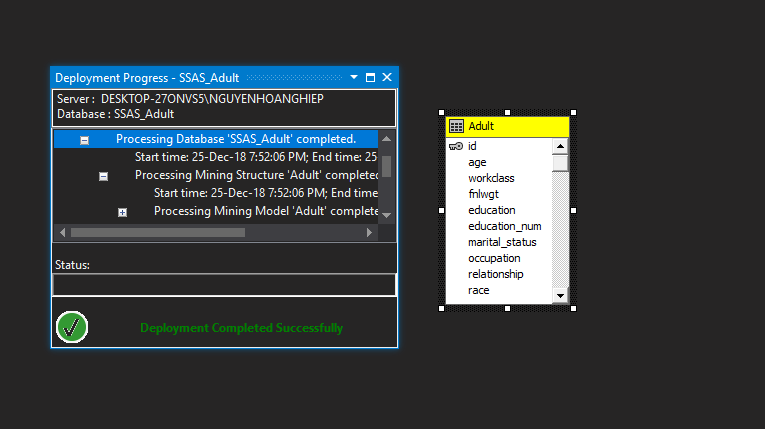 Deployment Progress - SSAS_Adult
Server : DESKTOP-27ONVS5\NGUYENHOANGHIEP
Database : SSAS_Adult
Processing Database 'SSAS_Adult' completed.
Start time: 25-Dec-18 7:52:06 PM; End time: 25
Processing Mining Structure 'Adult' complete
Start time: 25-Dec-18 7:52:06 PM; End time
Processing Mining Model 'Adult' complete
Status:
Deployment Completed Successfully
Adult
id
age
workclass
fnlwgt
education
education_num
marital_status
occupation
relationship
race